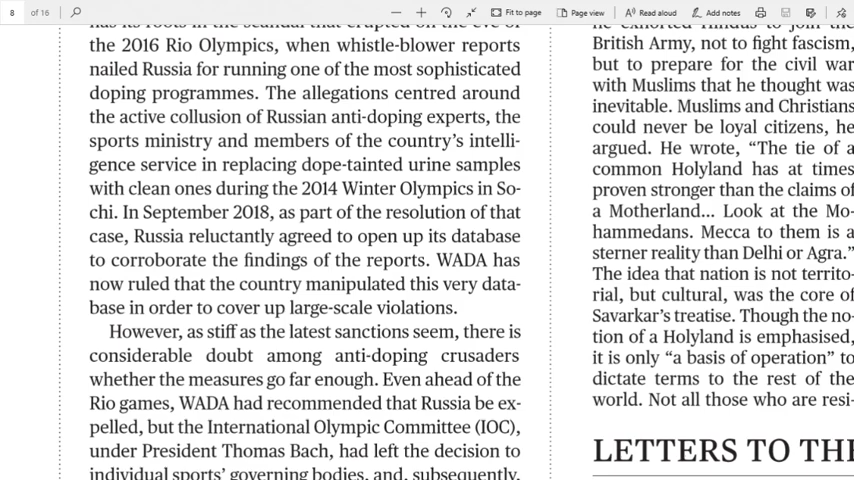 8 of 16
Fit to page
Page view
Read aloud
Add notes
the 2016 Rio Olympics, when whistle-blower reports
nailed Russia for running one of the most sophisticated
doping programmes. The allegations centred around
the active collusion of Russian anti-doping experts, the
sports ministry and members of the country's intelli-
gence service in replacing dope-tainted urine samples
with clean ones during the 2014 Winter Olympics in So-
chi. In September 2018, as part of the resolution of that
case, Russia reluctantly agreed to open up its database
to corroborate the findings of the reports. WADA has
now ruled that the country manipulated this very data-
base in order to cover up large-scale violations.
However, as stiff as the latest sanctions seem, there is
considerable doubt among anti-doping crusaders
whether the measures go far enough. Even ahead of the
Rio games, WADA had recommended that Russia be ex-
pelled, but the International Olympic Committee (IOC),
under President Thomas Bach, had left the decision to
individual sports' governing bodies, and, subsequently,
British Army, not to fight fascism,
but to prepare for the civil war
with Muslims that he thought was
inevitable. Muslims and Christians
could never be loyal citizens, he
argued. He wrote, “The tie of a
common Holyland has at times
proven stronger than the claims of
a Motherland... Look at the Mo-
hammedans. Mecca to them is a
sterner reality than Delhi or Agra.”
The idea that nation is not territo-
rial, but cultural, was the core of
Savarkar's treatise. Though the no-
tion of a Holyland is emphasised,
it is only “a basis of operation” to
dictate terms to the rest of the
world. Not all those who are resi-
LETTERS TO THE